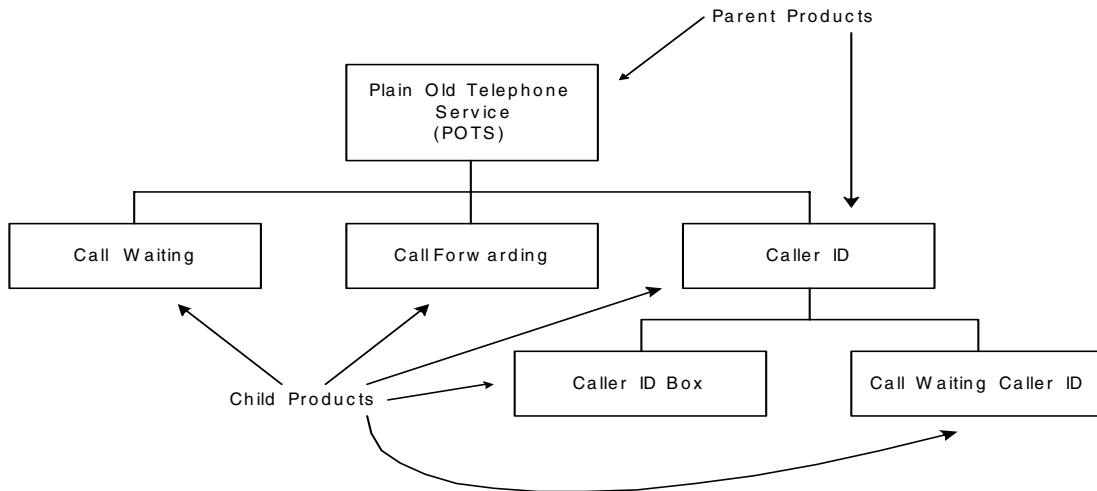 Parent Products
Plain Old Telephone
Service
(POTS)
Call Waiting
Call Forwarding
Caller ID
Caller ID Box
Call Waiting Caller ID
Child Products